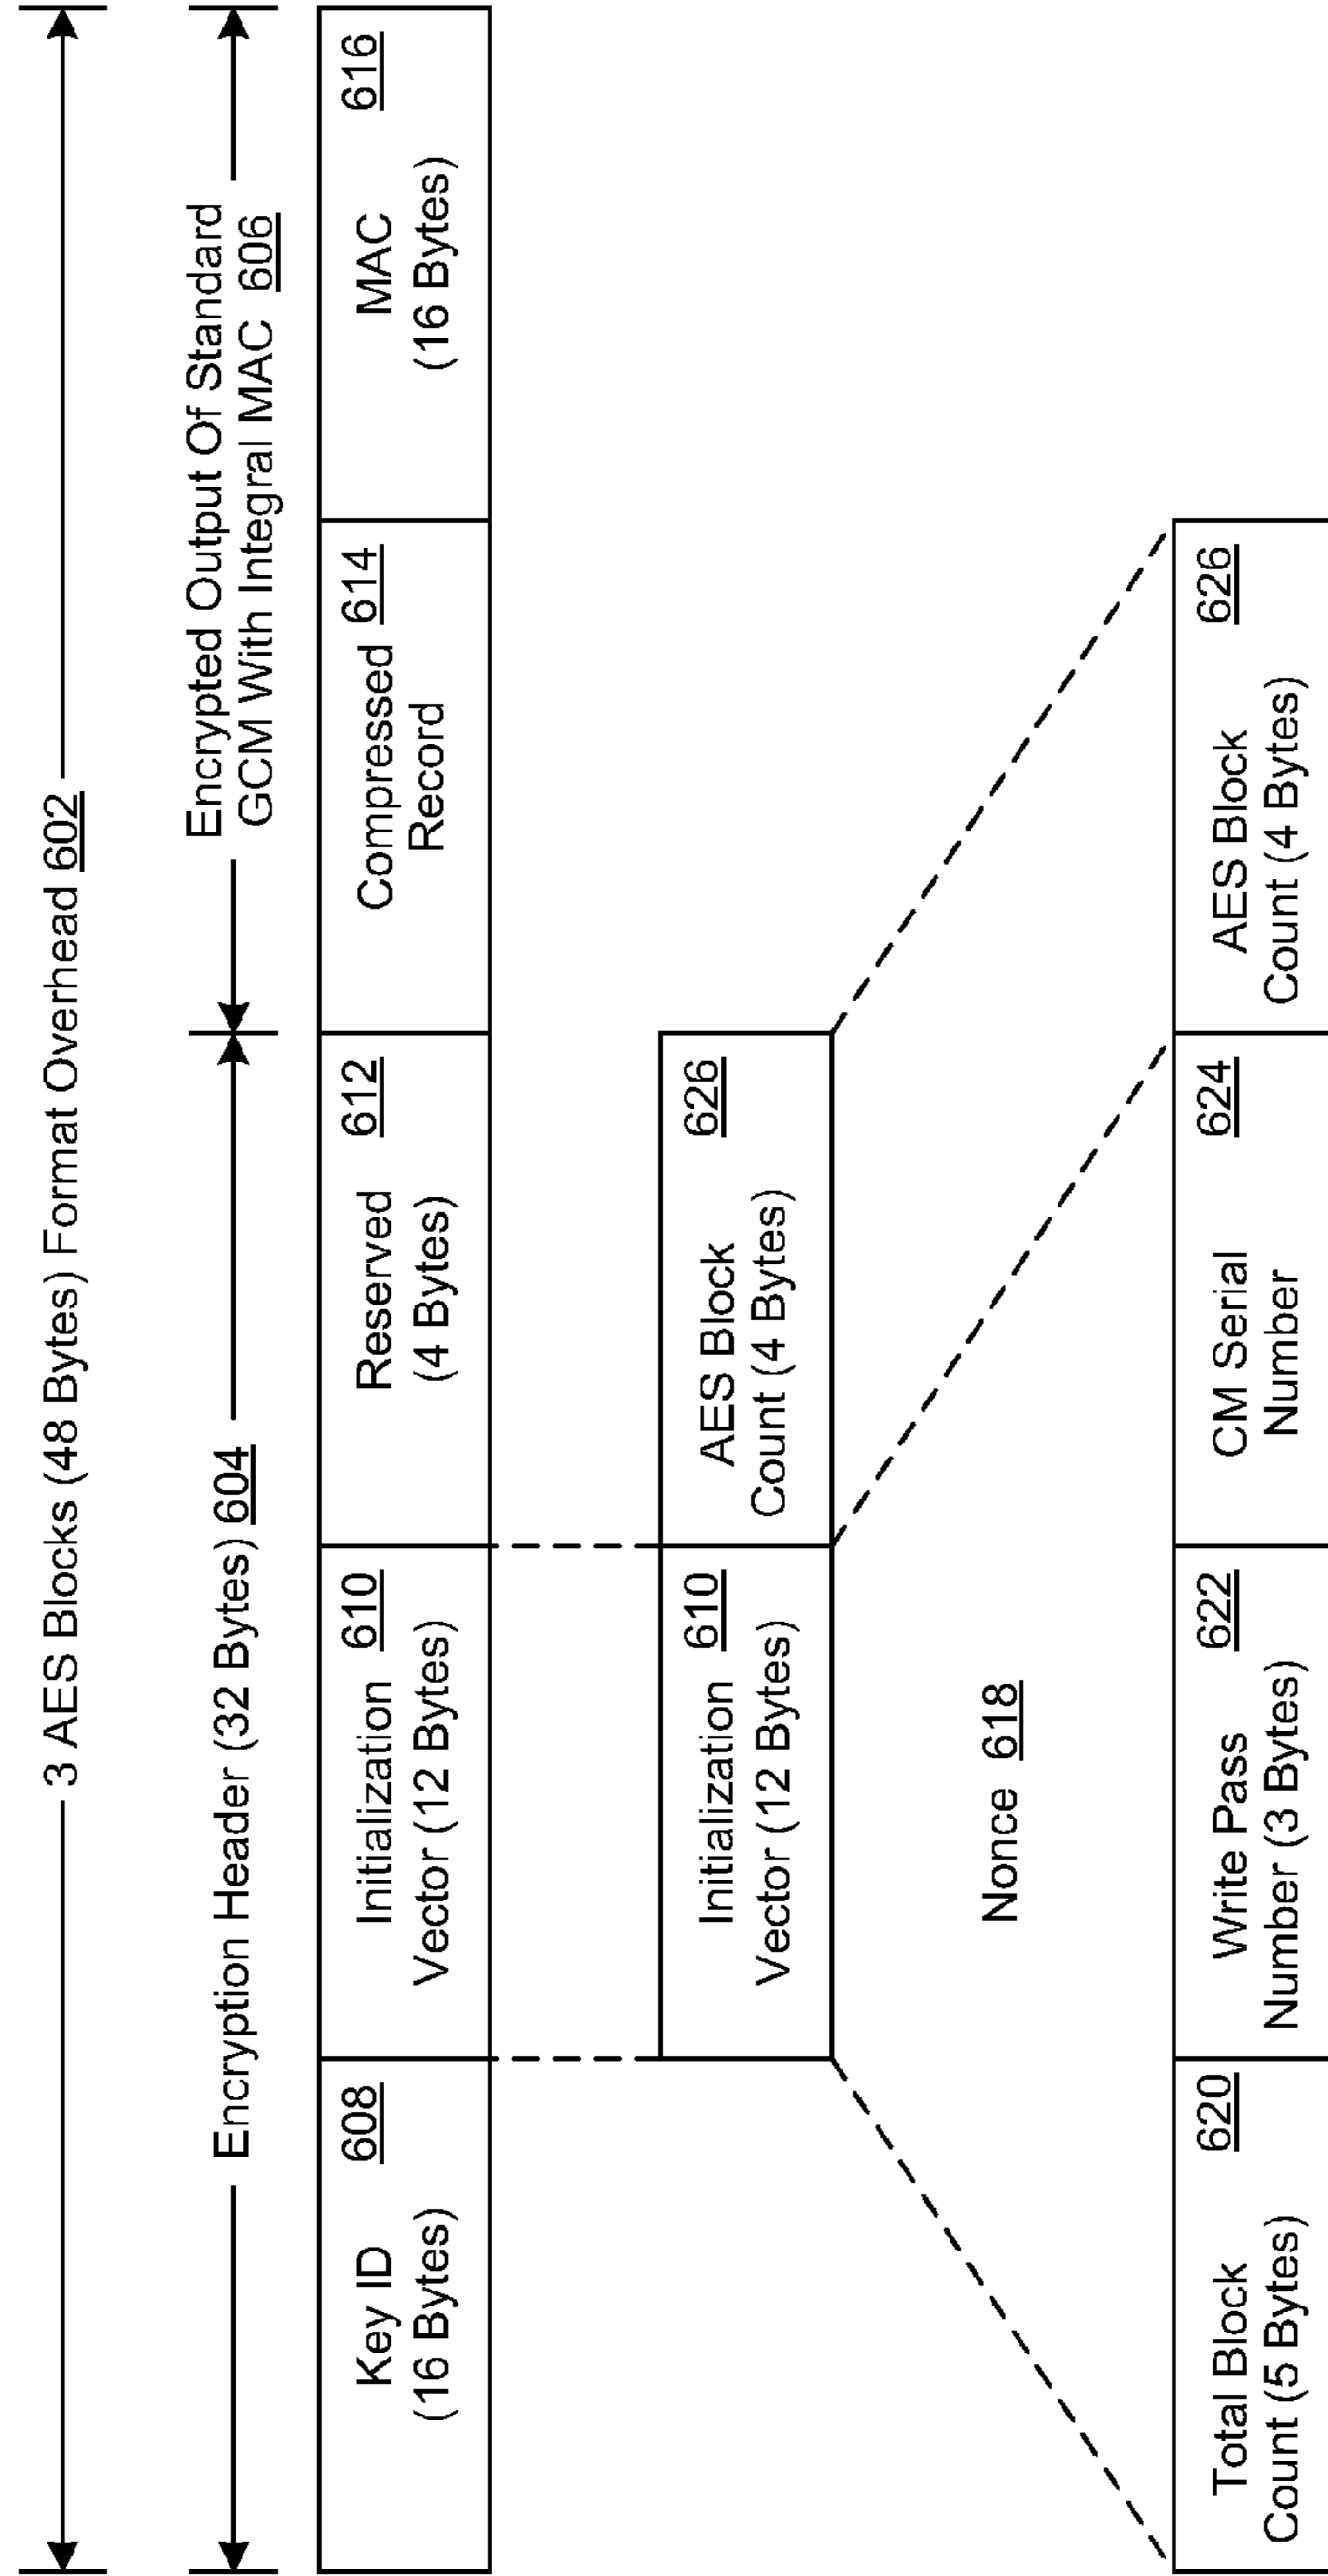 3 AES Blocks (48 Bytes) Format Overhead 602
Encryption Header (32 Bytes) 604
Encrypted Output Of Standard
GCM With Integral MAC 606
Key ID 608
(16 Bytes)
Initialization 610
Vector (12 Bytes)
Reserved 612
(4 Bytes)
Compressed 614
Record
MAC 616
(16 Bytes)
Initialization 610
Vector (12 Bytes)
AES Block 626
Count (4 Bytes)
Nonce 618
Total Block 620
Count (5 Bytes)
Write Pass 622
Number (3 Bytes)
CM Serial 624
Number
AES Block 626
Count (4 Bytes)